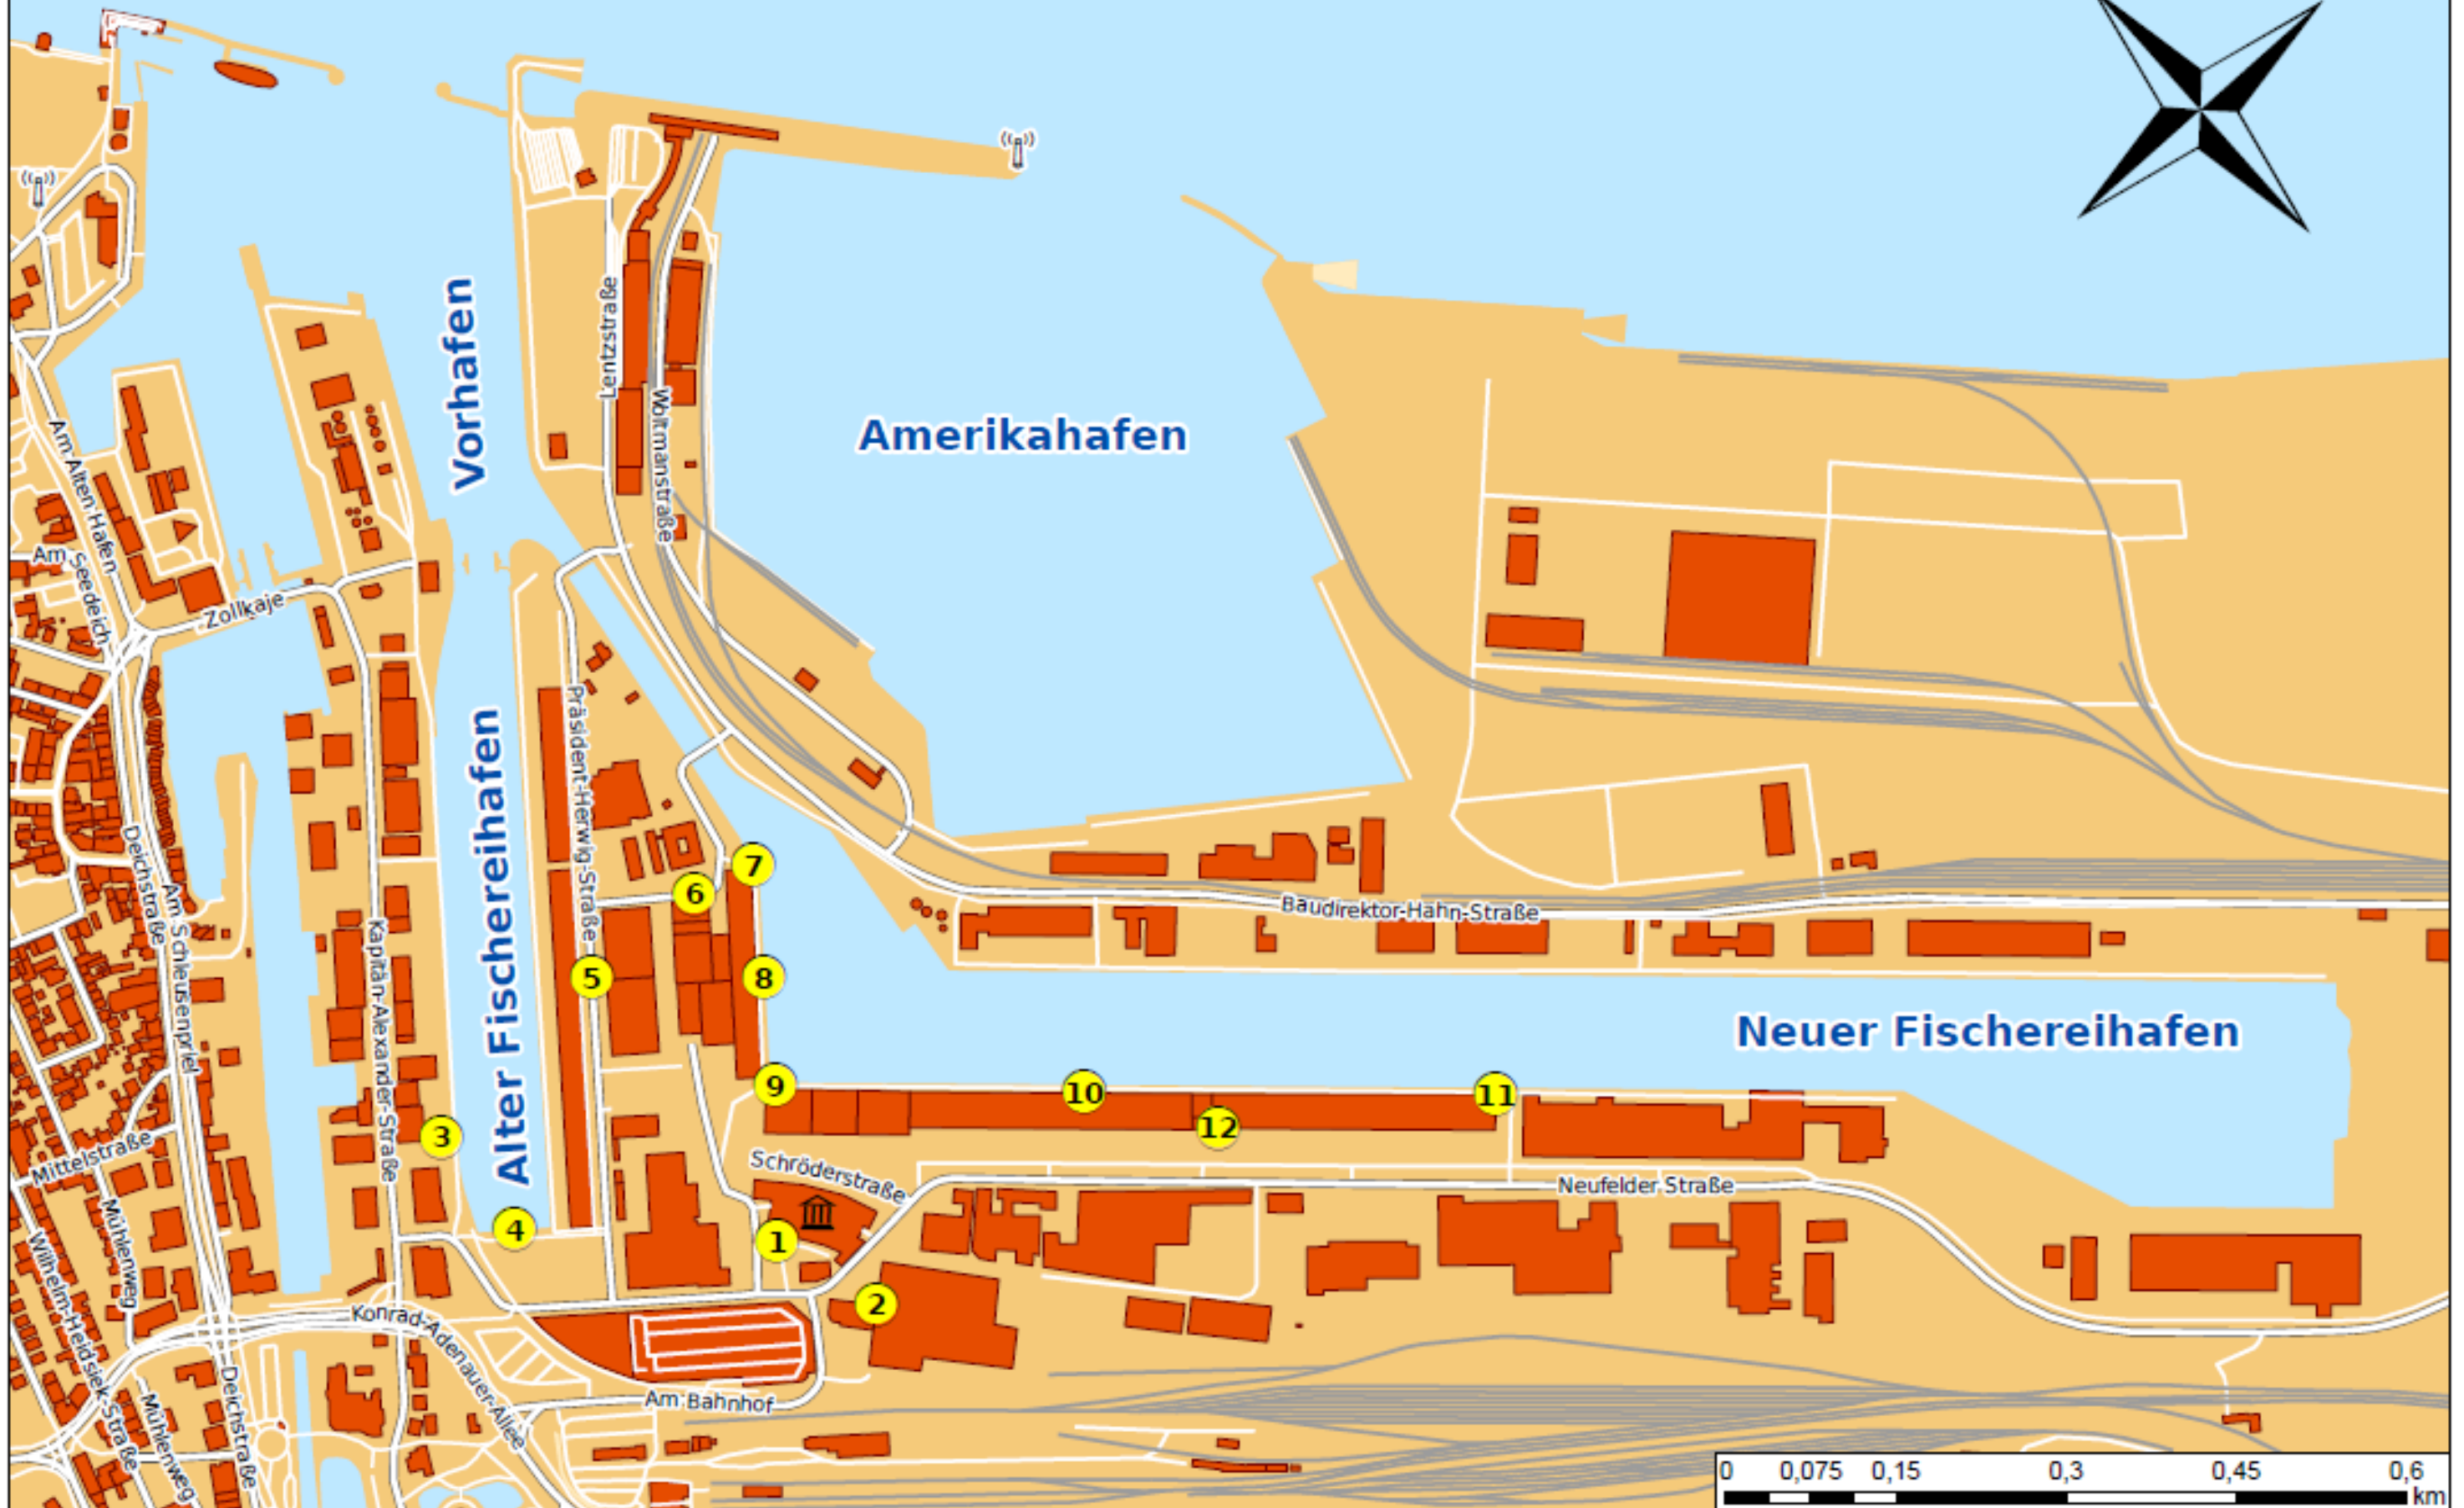 Vorhafen
Lentzstraße
Woltmanstraße
Amerikahafen
Am Alten Hafen
Am
Seedeich
Zollkaje
Präsident-Herwig-Straße
Alter Fischereihafen
Deichstraße
Am Schleusenpriel
Kapitän-Alexander-Straße
7
6
Baudirektor-Hahn-Straße
5
8
Neuer Fischereihafen
9
10
11
12
3
Mittelstraße
Schröderstraße
Neufelder Straße
Mühlenweg
4
1
Wilhelm-Heidsiek-Straße
2
Konrad-Adenauer-Allee
Deichstraße
Am Bahnhof
Mühlenweg
0 0,075 0,15 0,3 0,45 0,6
km